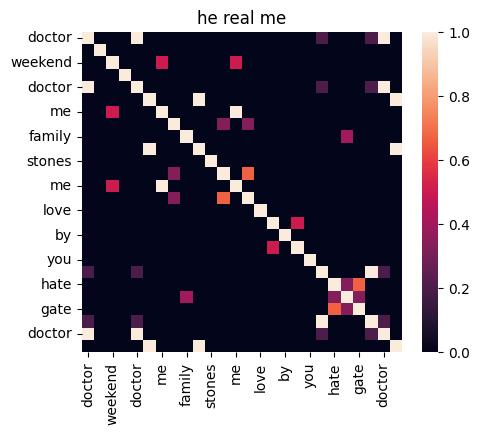 he real me
doctor
weekend
doctor
me
family
stones
me
love
by
you
hate
gate
doctor
1.0
0.8
0.6
0.4
0.2
0.0
doctor
weekend
doctor
me
family
stones
me
love
by
you
hate
gate
doctor